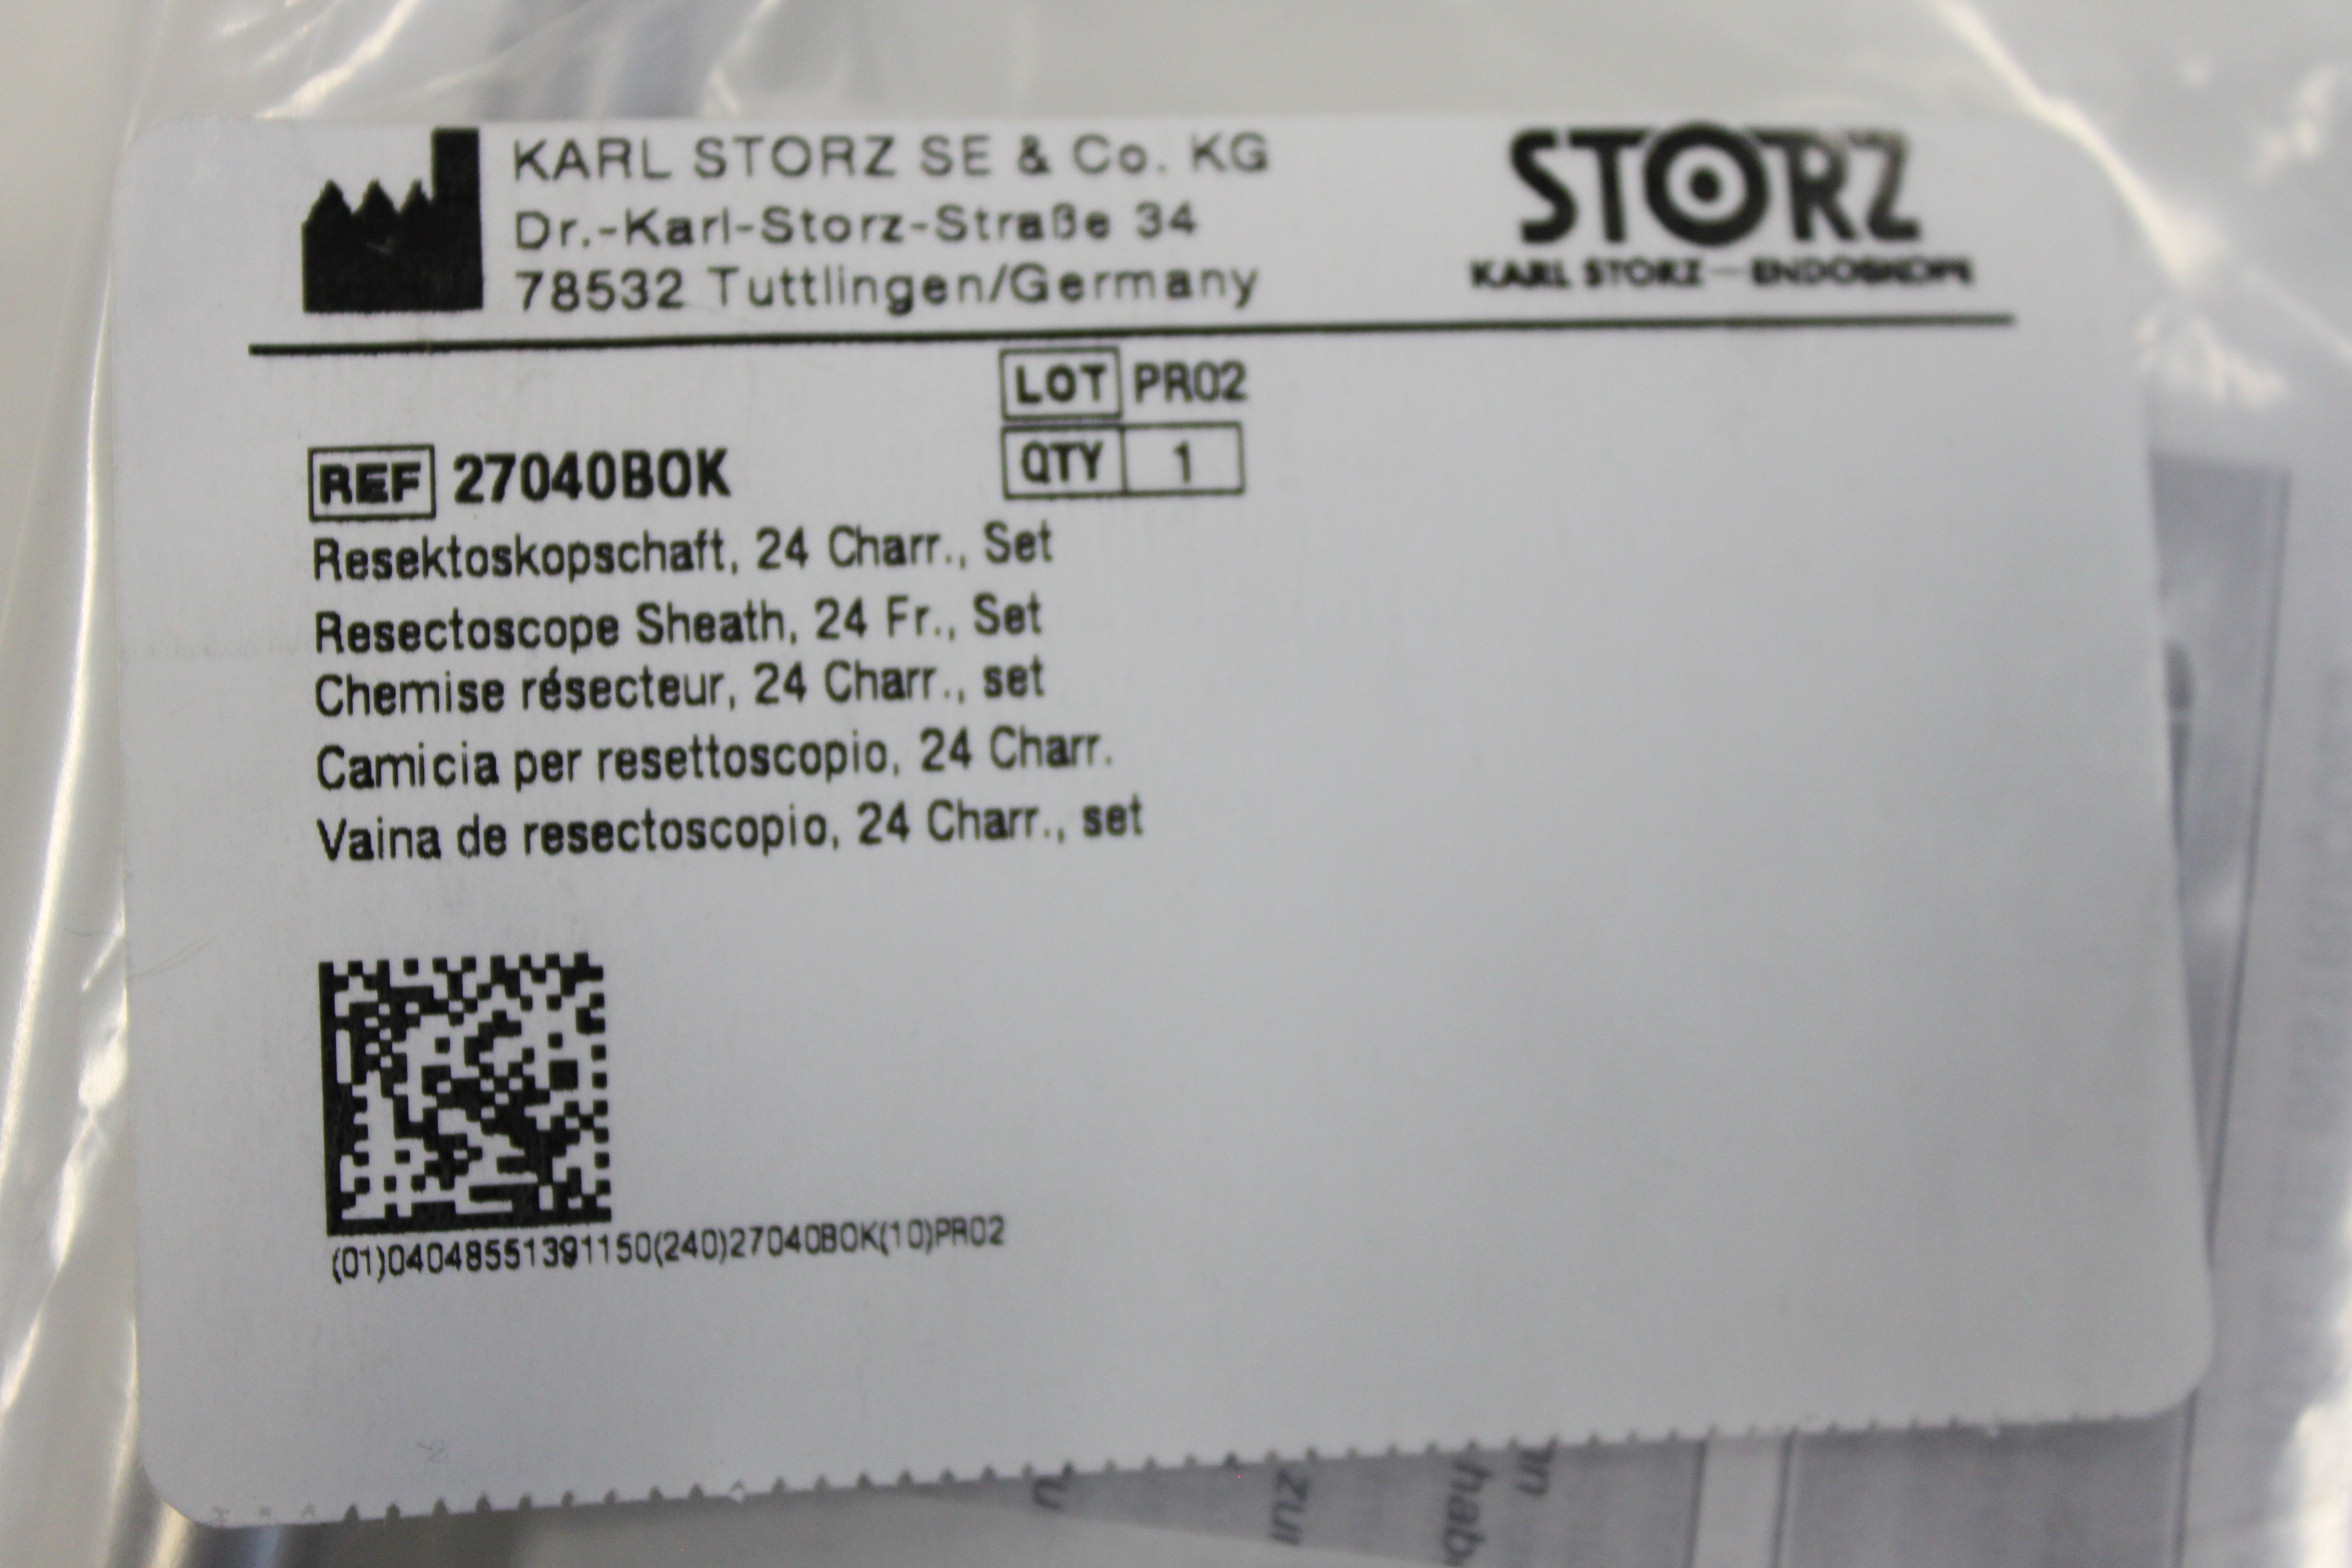 KARL STORZ SE & Co. KG
Dr.-Karl-Storz-Straße 34
78532 Tuttlingen/Germany
STORZ
KARL STORZ—ENDOSKOPE
LOT PR02
QTY 1
REF 27040BOK
Resektoskopschaft, 24 Charr., Set
Resectoscope Sheath, 24 Fr., Set
Chemise résecteur, 24 Charr., set
Camicia per resettoscopio, 24 Charr.
Vaina de resectoscopio, 24 Charr., set
(01)04048551391150(240)27040BOK(10)PR02
zur